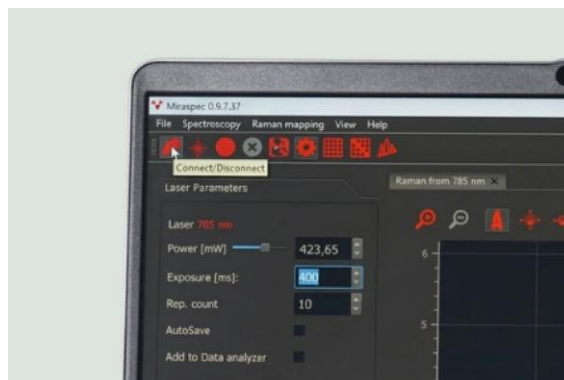 Miraspec 0.9.7.37
File Spectroscopy Raman mapping View Help
Connect/Disconnect
Laser Parameters
Raman from 785 nm
Laser 785 nm
Power [mW] 423,65
6
Exposure [ms]: 400
Rep. count 10
5
AutoSave
Add to Data analyzer